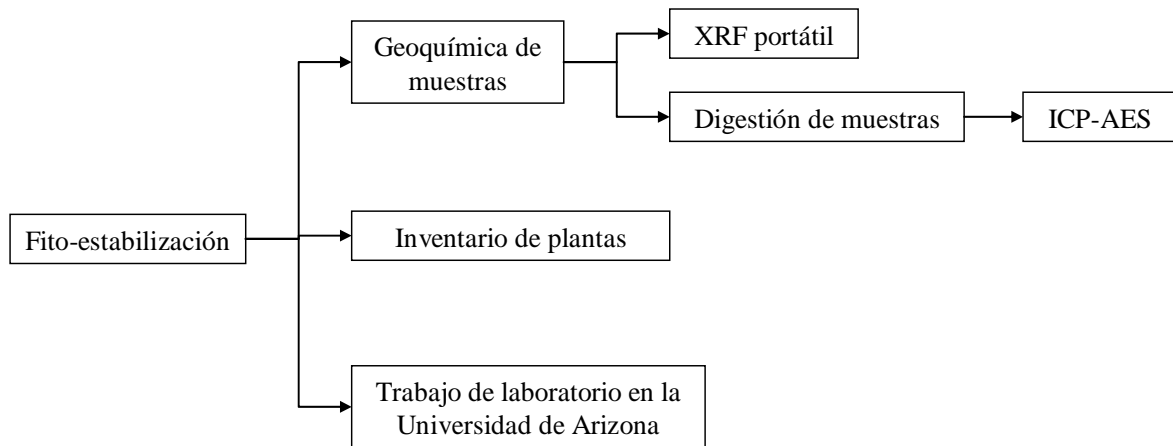 Geoquímica de
muestras
XRF portátil
Digestión de muestras
ICP-AES
Fito-estabilización
Inventario de plantas
Trabajo de laboratorio en la
Universidad de Arizona